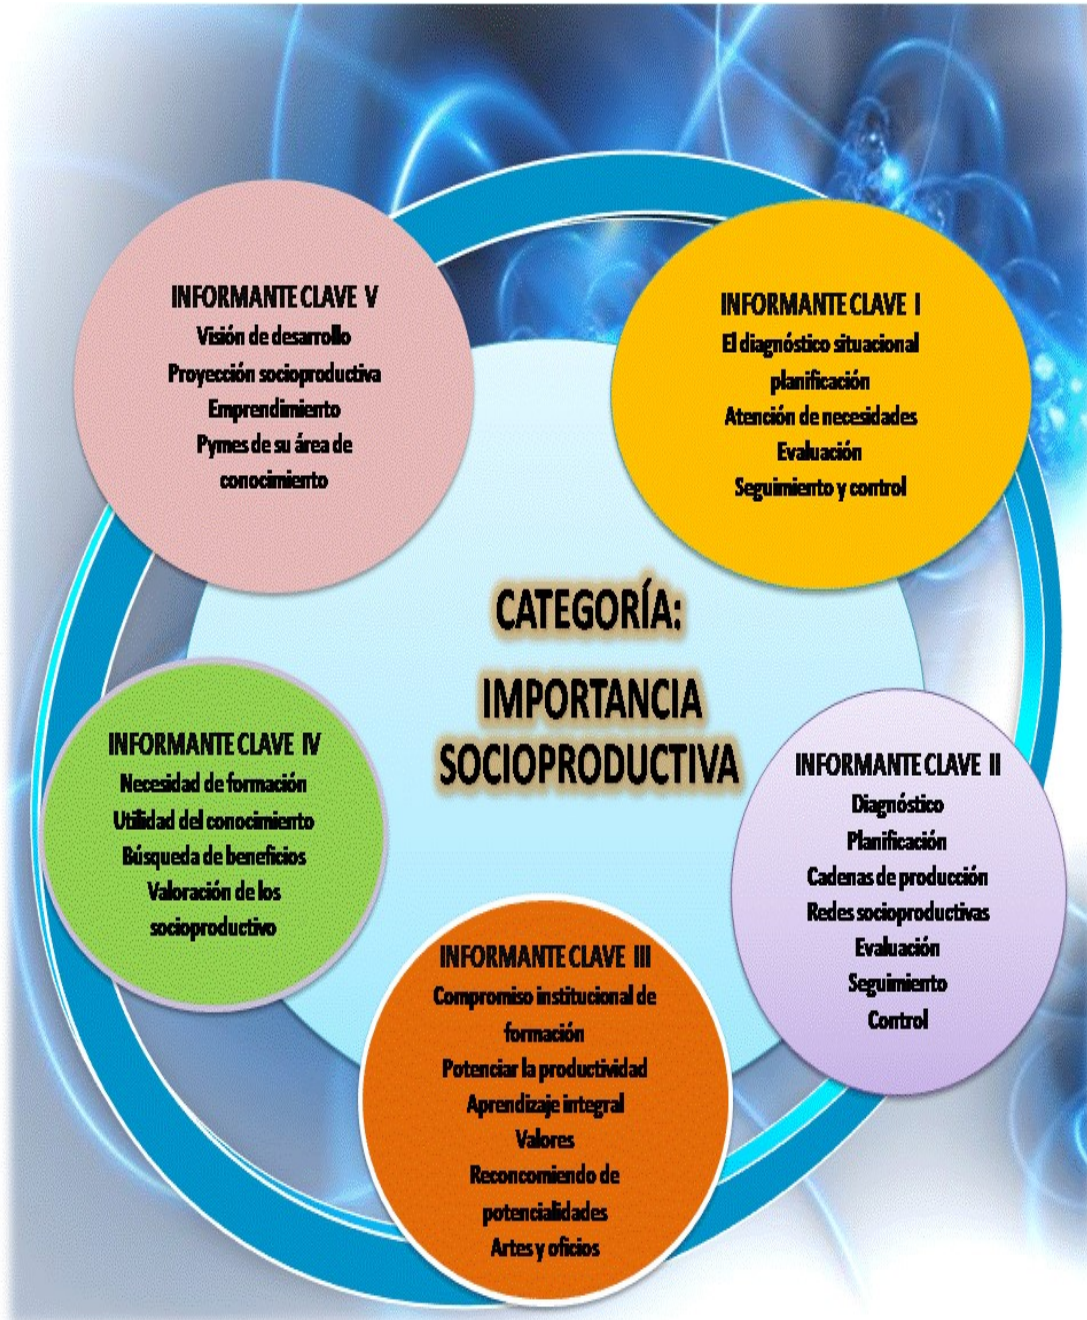 CATEGORÍA:
IMPORTANCIA
SOCIOPRODUCTIVA
INFORMANTE CLAVE I
El diagnóstico situacional
planificación
Atención de necesidades
Evaluación
Seguimiento y control
INFORMANTE CLAVE II
Diagnóstico
Planificación
Cadenas de producción
Redes socioproductivas
Evaluación
Seguimiento
Control
INFORMANTE CLAVE III
Compromiso institucional de
formación
Potenciar la productividad
Aprendizaje integral
Valores
Reconcomiendo de
potencialidades
Artes y oficios
INFORMANTE CLAVE IV
Necesidad de formación
Utilidad del conocimiento
Búsqueda de beneficios
Valoración de los
socioproductivo
INFORMANTE CLAVE V
Visión de desarrollo
Proyección socioproductiva
Emprendimiento
Pymes de su área de
conocimiento